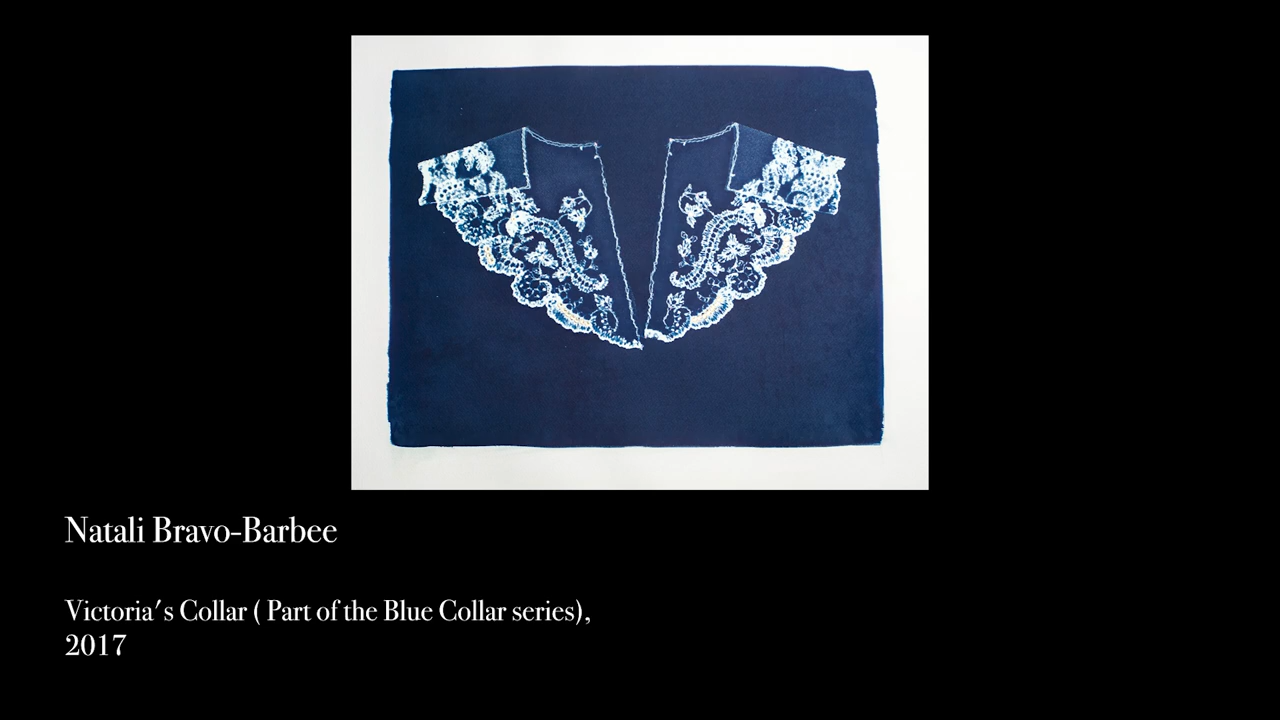 Natali Bravo-Barbee
Victoria's Collar ( Part of the Blue Collar series),
2017